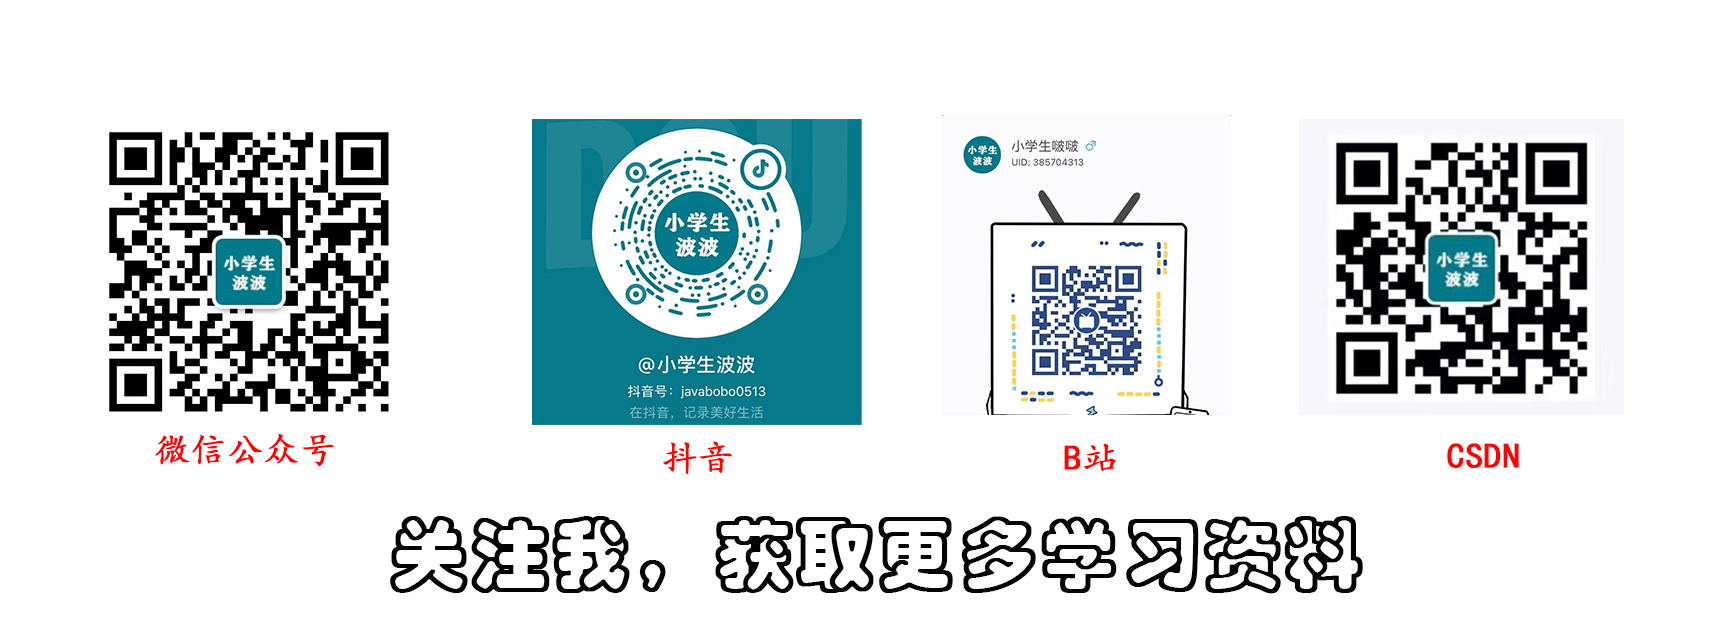 小学生
波波
微信公众号
小学生
波波
@小学生波波
抖音号：javabobo0513
在抖音，记录美好生活
抖音
小学生
波波
小学生啵啵
UID: 385704313
B站
小学生
波波
CSDN
关注我，获取更多学习资料